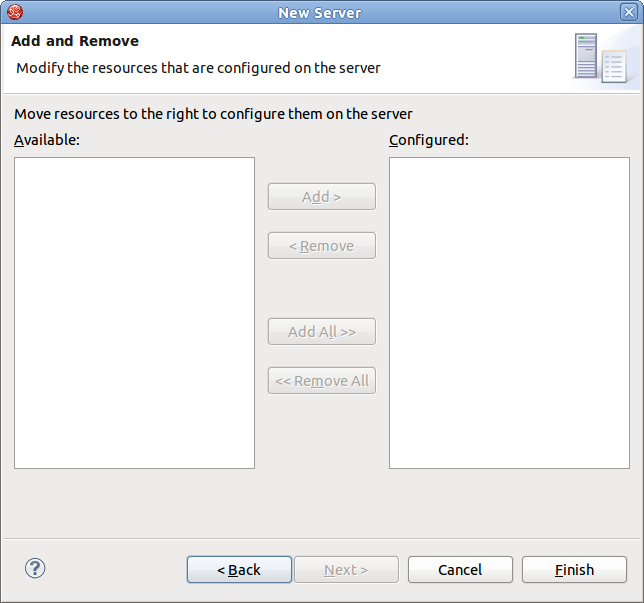 New Server
Add and Remove
Modify the resources that are configured on the server
Move resources to the right to configure them on the server
Available:
Configured:
Add >
< Remove
Add All >>
<< Remove All
?
< Back
Next >
Cancel
Finish